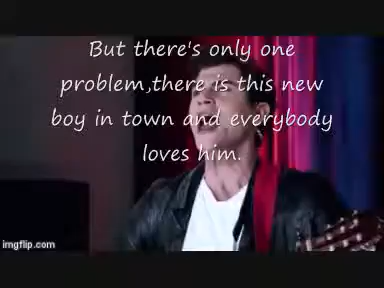 But there's only one
problem,there is this new
boy in town and everybody
loves him.
imgflip.com